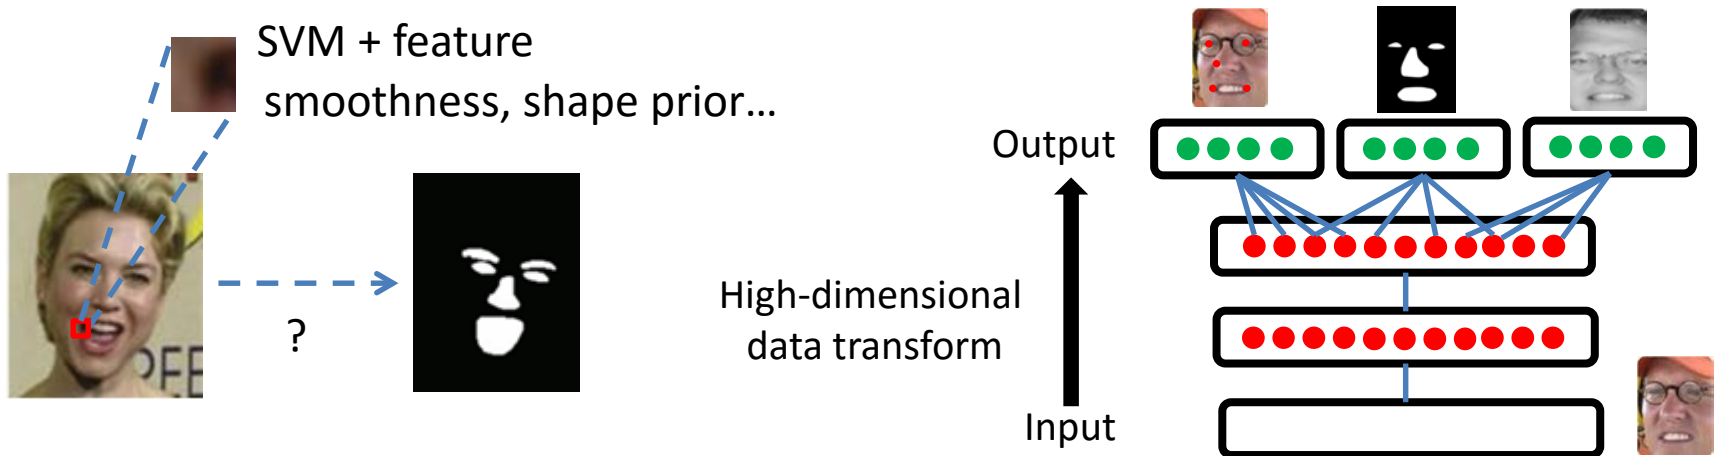 SVM + feature
smoothness, shape prior…
?
Output
High-dimensional
data transform
Input